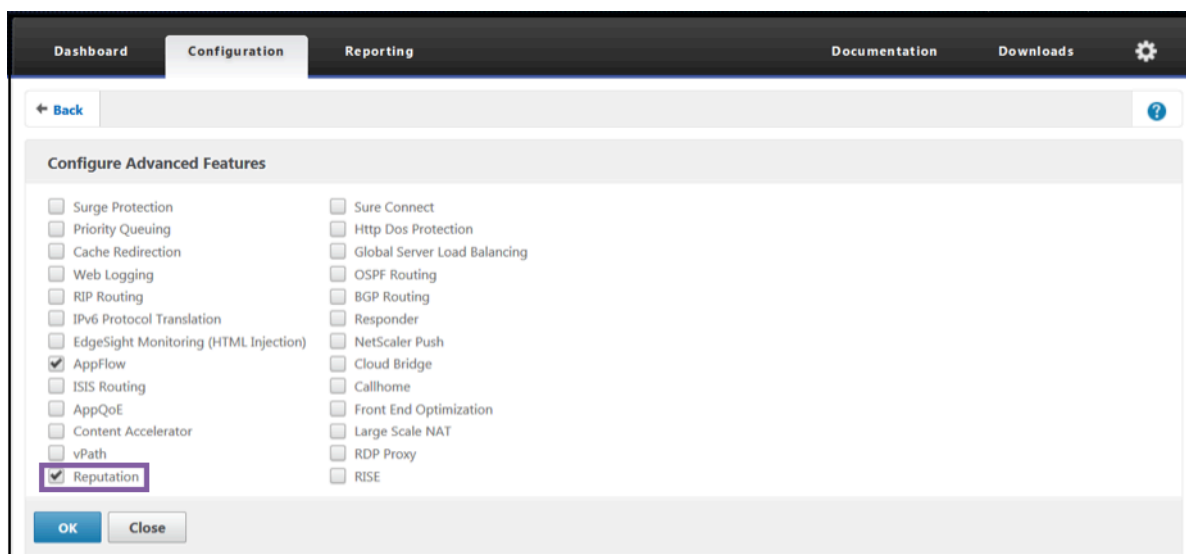 Dashboard Configuration Reporting Documentation Downloads
Back
?
Configure Advanced Features
Surge Protection
Priority Queuing
Cache Redirection
Web Logging
RIP Routing
IPv6 Protocol Translation
EdgeSight Monitoring (HTML Injection)
AppFlow
ISIS Routing
AppQoE
Content Accelerator
vPath
Reputation
Sure Connect
Http Dos Protection
Global Server Load Balancing
OSPF Routing
BGP Routing
Responder
NetScaler Push
Cloud Bridge
Callhome
Front End Optimization
Large Scale NAT
RDP Proxy
RISE
OK Close